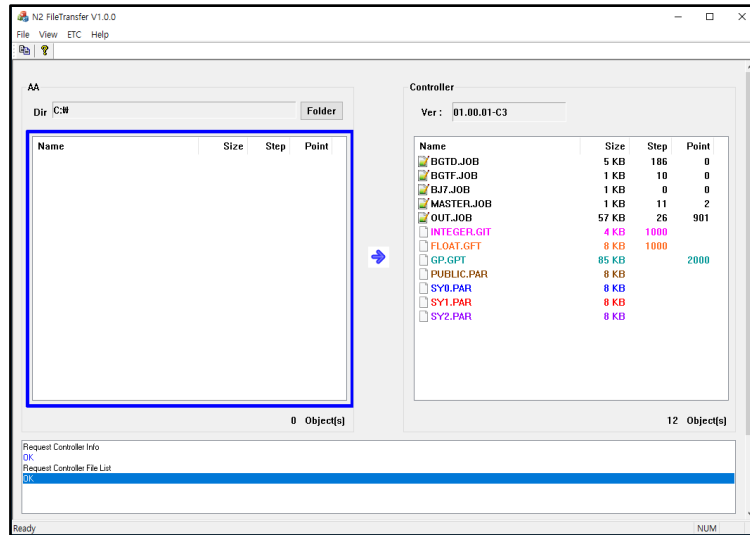 N2 FileTransfer V1.0.0
File View ETC Help
AA
Dir C:₩ Folder
Name Size Step Point
0 Object(s)
Controller
Ver : 01.00.01-C3
Name Size Step Point
BGTD.JOB 5 KB 186 0
BGTF.JOB 1 KB 10 0
BJ7.JOB 1 KB 0 0
MASTER.JOB 1 KB 11 2
OUT.JOB 57 KB 26 901
INTEGER.GIT 4 KB 1000
FLOAT.GFT 8 KB 1000
GP.GPT 85 KB 2000
PUBLIC.PAR 8 KB
SY0.PAR 8 KB
SY1.PAR 8 KB
SY2.PAR 8 KB
12 Object(s)
Request Controller Info
OK
Request Controller File List
OK
Ready NUM